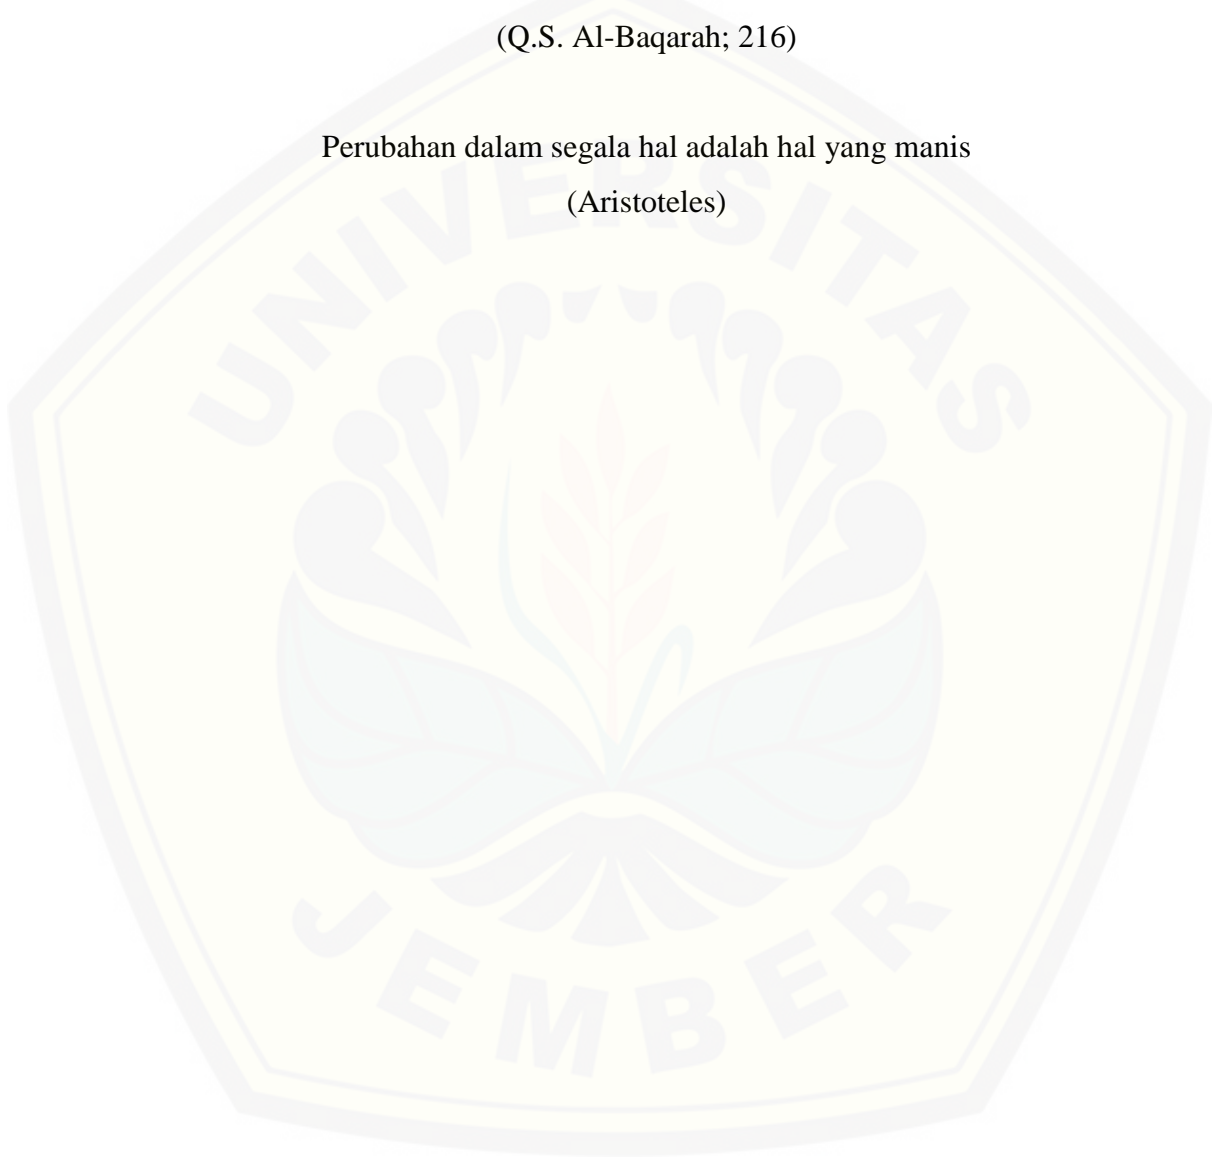 (Q.S. Al-Baqarah; 216)
Perubahan dalam segala hal adalah hal yang manis
(Aristoteles)
UNIVERSITAS
JEMBER